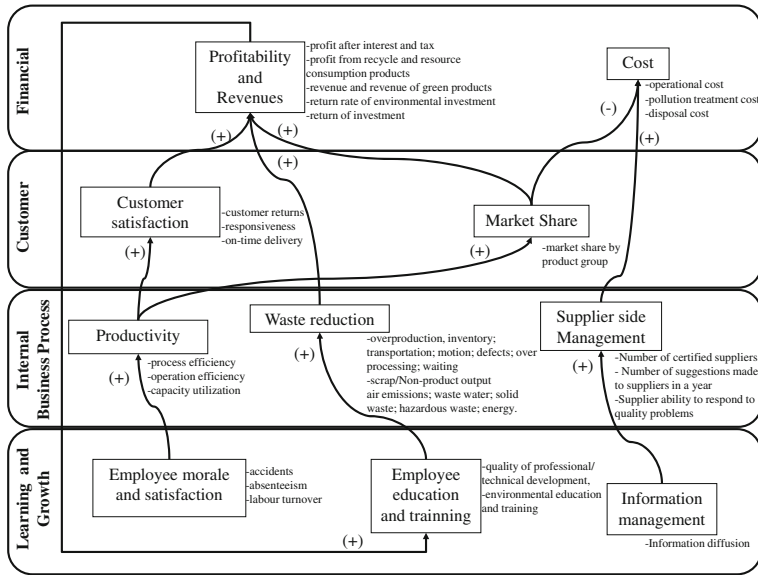 Financial
Profitability
and
Revenues
-profit after interest and tax
-profit from recycle and resource
consumption products
-revenue and revenue of green products
-return rate of environmental investment
-return of investment
Cost
-operational cost
-pollution treatment cost
-disposal cost
(+)
(+)
(+)
(-)
(+)
Customer
Customer
satisfaction
-customer returns
-responsiveness
-on-time delivery
Market Share
-market share by
product group
(+)
(+)
Internal
Business Process
Productivity
-process efficiency
-operation efficiency
-capacity utilization
(+)
Waste reduction
-overproduction, inventory;
transportation; motion; defects; over
processing; waiting
-scrap/Non-product output
air emissions; waste water; solid
waste; hazardous waste; energy.
(+)
Supplier side
Management
-Number of certified suppliers
- Number of suggestions made
to suppliers in a year
-Supplier ability to respond to
quality problems
(+)
Learning and
Growth
Employee morale
and satisfaction
-accidents
-absenteeism
-labour turnover
Employee
education
and trainning
-quality of professional/
technical development,
-environmental education
and training
(+)
Information
management
-Information diffusion